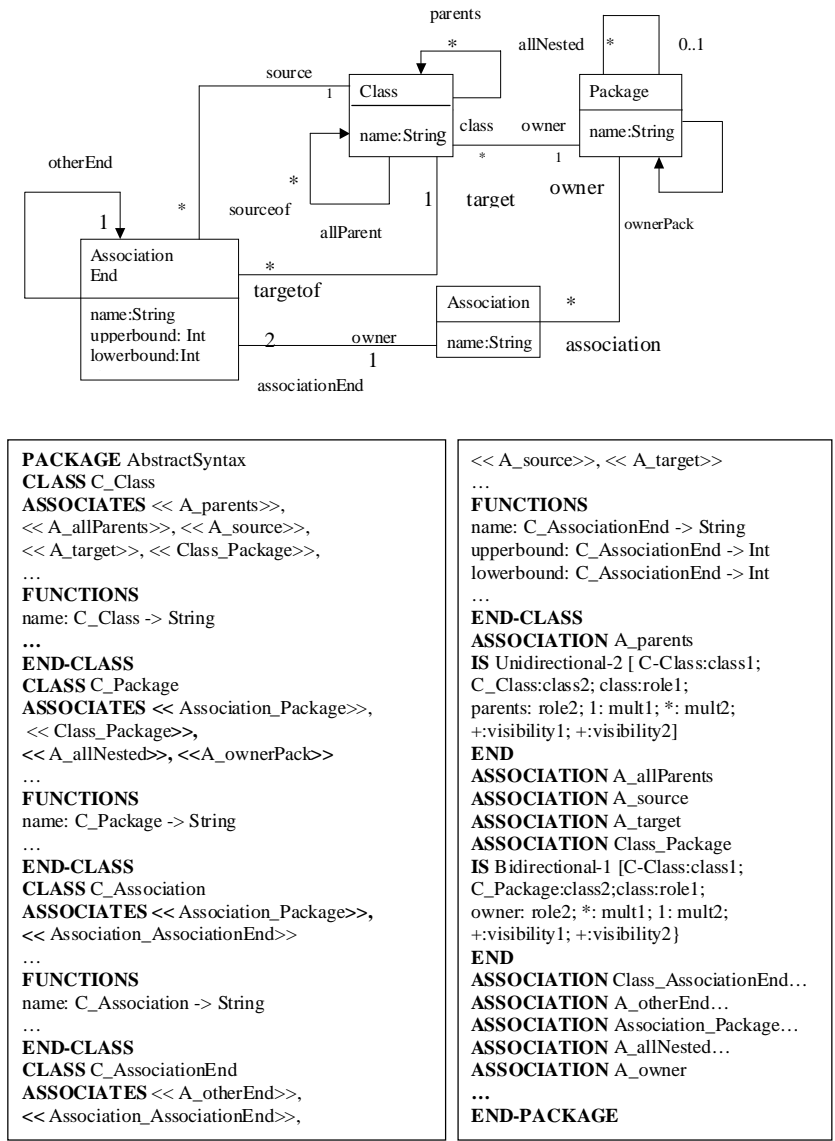 parents
*
allNested
*
0..1
source
1
Class
Package
name:String
class
owner
name:String
*
1
otherEnd
*
sourceof
*
1
target
owner
1
allParent
ownerPack
Association
End
*
targetof
Association
*
name:String
upperbound: Int
lowerbound:Int
2
owner
1
name:String
association
associationEnd
PACKAGE AbstractSyntax
CLASS C_Class
ASSOCIATES << A_parents>>,
<< A_allParents>>, << A_source>>,
<< A_target>>, << Class_Package>>,
…
FUNCTIONS
name: C_Class -> String
…
END-CLASS
CLASS C_Package
ASSOCIATES << Association_Package>>,
<< Class_Package>>,
<< A_allNested>>, <<A_ownerPack>>
…
FUNCTIONS
name: C_Package -> String
…
END-CLASS
CLASS C_Association
ASSOCIATES << Association_Package>>,
<< Association_AssociationEnd>>
…
FUNCTIONS
name: C_Association -> String
…
END-CLASS
CLASS C_AssociationEnd
ASSOCIATES << A_otherEnd>>,
<< Association_AssociationEnd>>,
<< A_source>>, << A_target>>
…
FUNCTIONS
name: C_AssociationEnd -> String
upperbound: C_AssociationEnd -> Int
lowerbound: C_AssociationEnd -> Int
…
END-CLASS
ASSOCIATION A_parents
IS Unidirectional-2 [ C-Class:class1;
C_Class:class2; class:role1;
parents: role2; 1: mult1; *: mult2;
+:visibility1; +:visibility2]
END
ASSOCIATION A_allParents
ASSOCIATION A_source
ASSOCIATION A_target
ASSOCIATION Class_Package
IS Bidirectional-1 [C-Class:class1;
C_Package:class2;class:role1;
owner: role2; *: mult1; 1: mult2;
+:visibility1; +:visibility2}
END
ASSOCIATION Class_AssociationEnd…
ASSOCIATION A_otherEnd…
ASSOCIATION Association_Package…
ASSOCIATION A_allNested…
ASSOCIATION A_owner
…
END-PACKAGE